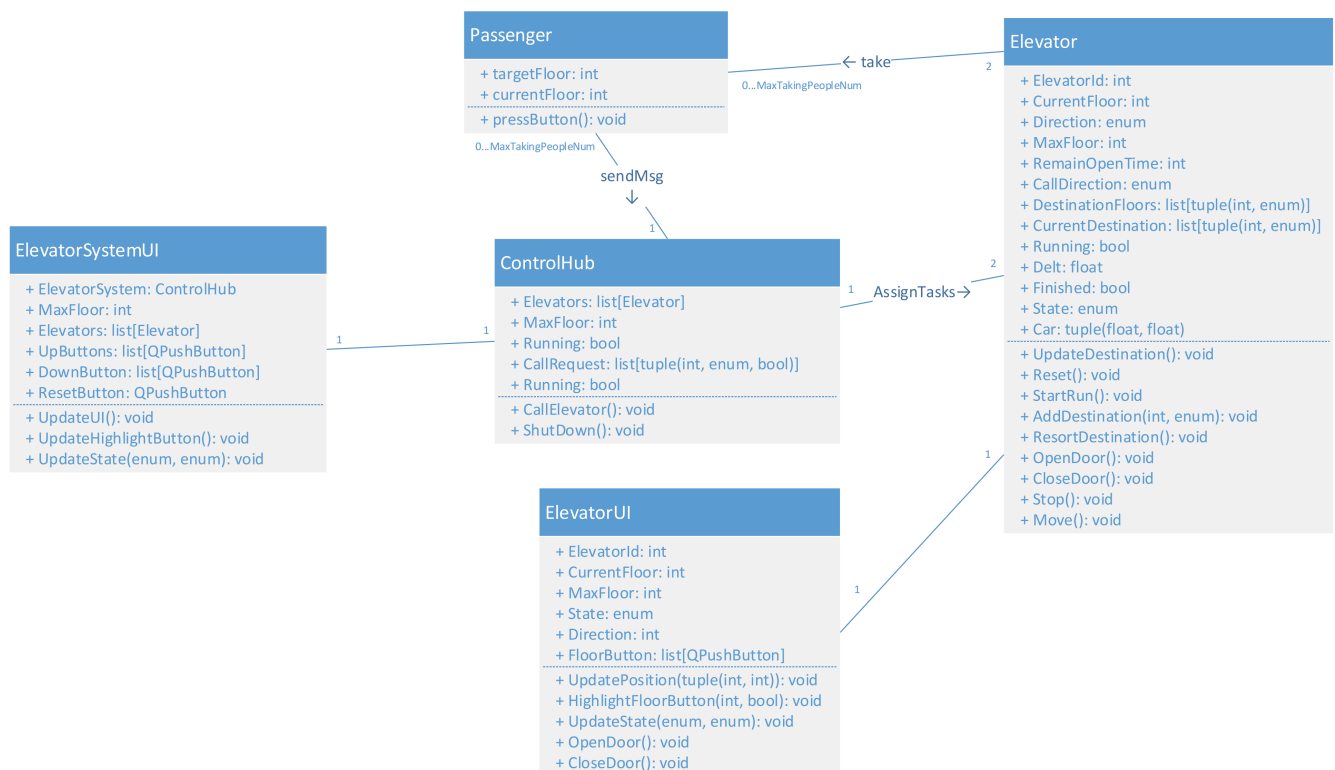 Passenger
+ targetFloor: int
+ currentFloor: int
+ pressButton(): void
0...MaxTakingPeopleNum
sendMsg
↓
1
← take
0...MaxTakingPeopleNum
2
Elevator
+ ElevatorId: int
+ CurrentFloor: int
+ Direction: enum
+ MaxFloor: int
+ RemainOpenTime: int
+ CallDirection: enum
+ DestinationFloors: list[tuple(int, enum)]
+ CurrentDestination: list[tuple(int, enum)]
+ Running: bool
+ Delt: float
+ Finished: bool
+ State: enum
+ Car: tuple(float, float)
+ UpdateDestination(): void
+ Reset(): void
+ StartRun(): void
+ AddDestination(int, enum): void
+ ResortDestination(): void
+ OpenDoor(): void
+ CloseDoor(): void
+ Stop(): void
+ Move(): void
ElevatorSystemUI
+ ElevatorSystem: ControlHub
+ MaxFloor: int
+ Elevators: list[Elevator]
+ UpButtons: list[QPushButton]
+ DownButton: list[QPushButton]
+ ResetButton: QPushButton
+ UpdateUI(): void
+ UpdateHighlightButton(): void
+ UpdateState(enum, enum): void
1
1
ControlHub
+ Elevators: list[Elevator]
+ MaxFloor: int
+ Running: bool
+ CallRequest: list[tuple(int, enum, bool)]
+ Running: bool
+ CallElevator(): void
+ ShutDown(): void
1
AssignTasks→
2
ElevatorUI
+ ElevatorId: int
+ CurrentFloor: int
+ MaxFloor: int
+ State: enum
+ Direction: int
+ FloorButton: list[QPushButton]
+ UpdatePosition(tuple(int, int)): void
+ HighlightFloorButton(int, bool): void
+ UpdateState(enum, enum): void
+ OpenDoor(): void
+ CloseDoor(): void
1
1